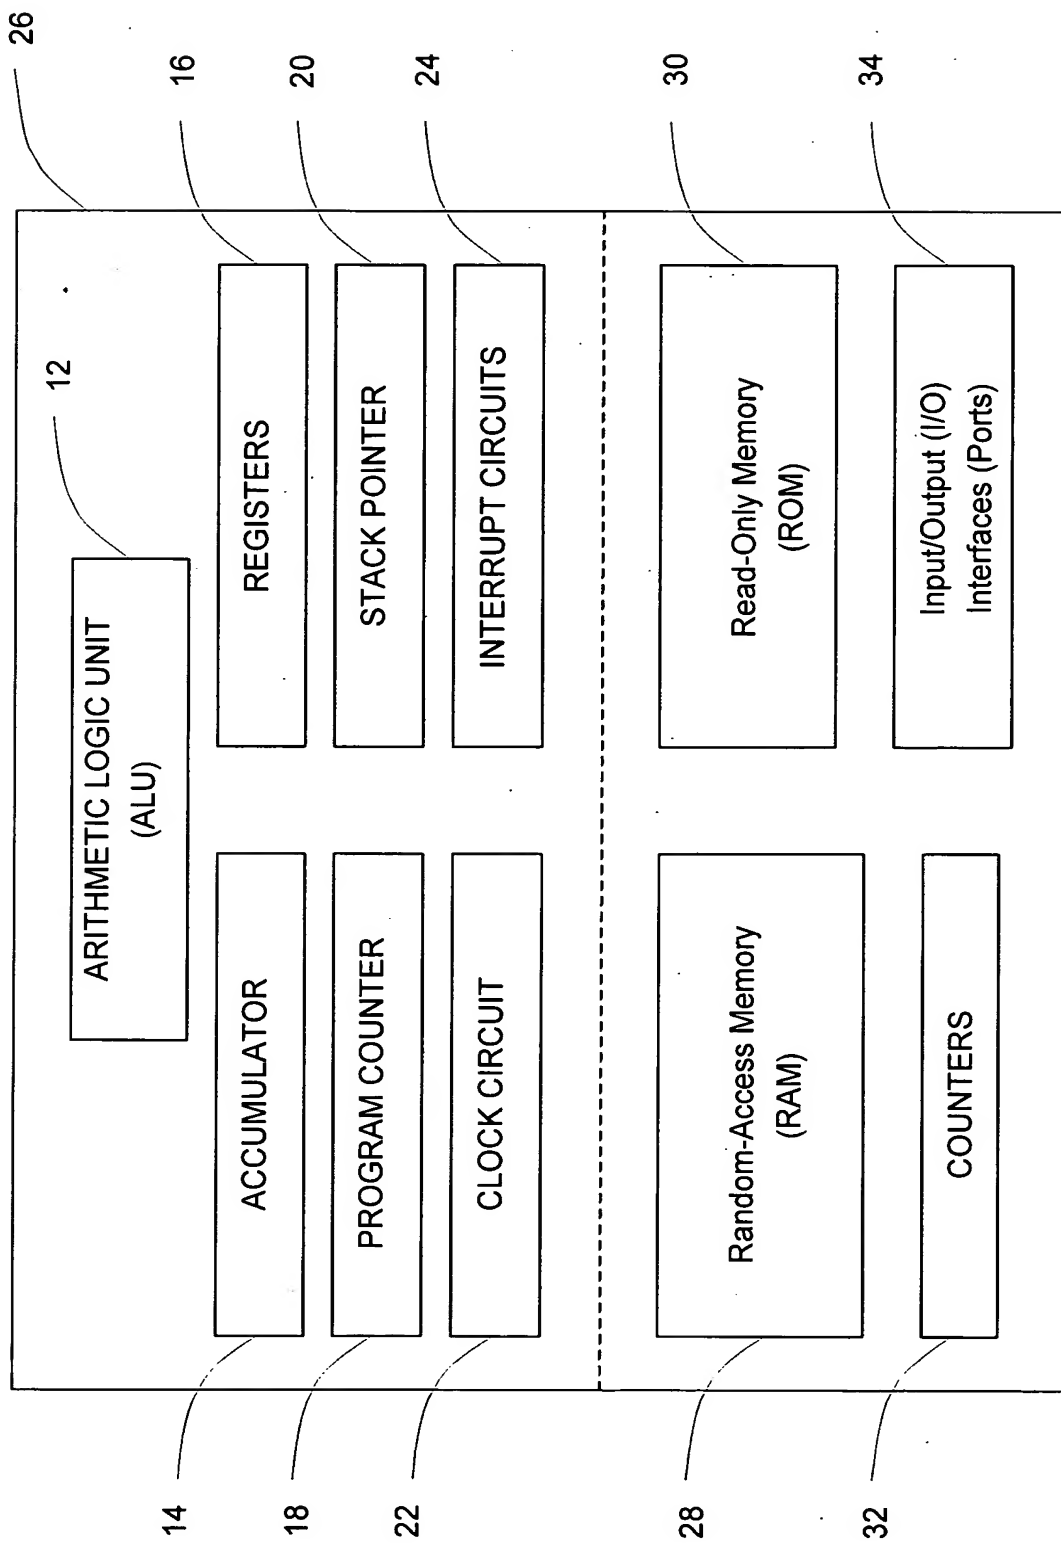 26
12
ARITHMETIC LOGIC UNIT
(ALU)
14
ACCUMULATOR
REGISTERS
16
18
PROGRAM COUNTER
STACK POINTER
20
22
CLOCK CIRCUIT
INTERRUPT CIRCUITS
24
28
Random-Access Memory
(RAM)
Read-Only Memory
(ROM)
30
32
COUNTERS
Input/Output (I/O)
Interfaces (Ports)
34